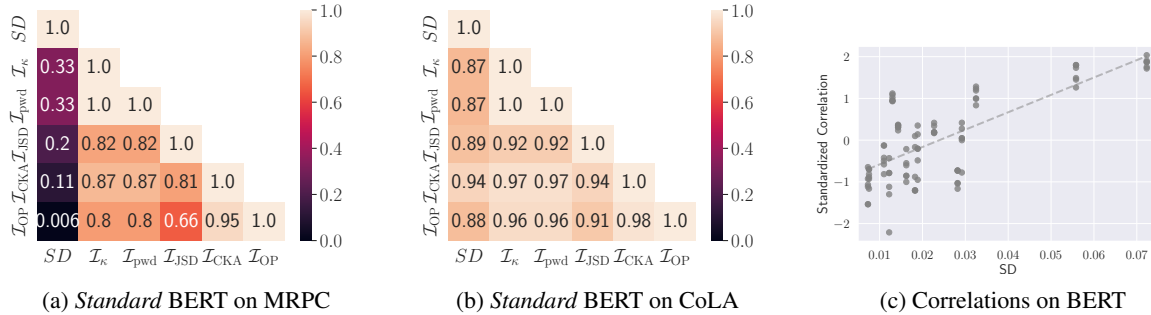 SD 1.0
I_κ 0.33 1.0
I_pwd 0.33 1.0 1.0
I_JSD 0.2 0.82 0.82 1.0
I_CKA 0.11 0.87 0.87 0.81 1.0
I_OP 0.006 0.8 0.8 0.66 0.95 1.0
SD I_κ I_pwd I_JSD I_CKA I_OP
1.0
0.8
0.6
0.4
0.2
0.0
(a) Standard BERT on MRPC
SD 1.0
I_κ 0.87 1.0
I_pwd 0.87 1.0 1.0
I_JSD 0.89 0.92 0.92 1.0
I_CKA 0.94 0.97 0.97 0.94 1.0
I_OP 0.88 0.96 0.96 0.91 0.98 1.0
SD I_κ I_pwd I_JSD I_CKA I_OP
1.0
0.8
0.6
0.4
0.2
0.0
(b) Standard BERT on CoLA
Standardized Correlation
2
1
0
−1
−2
0.01 0.02 0.03 0.04 0.05 0.06 0.07
SD
(c) Correlations on BERT